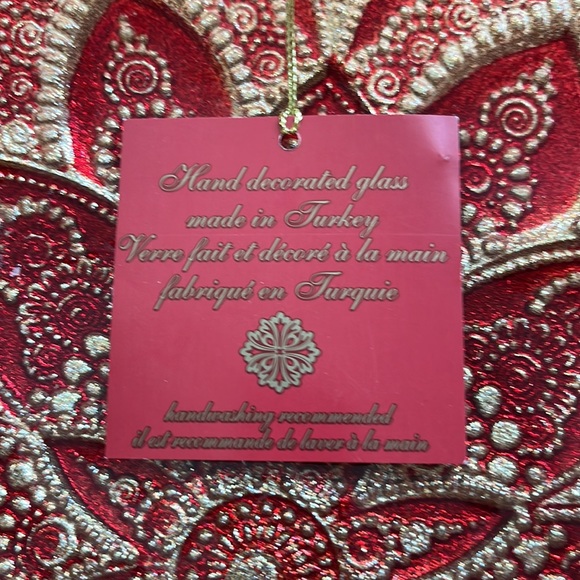 Hand decorated glass
made in Turkey
Verre fait et décoré à la main
fabriqué en Turquie
handwashing recommended
il est recommande de laver à la main